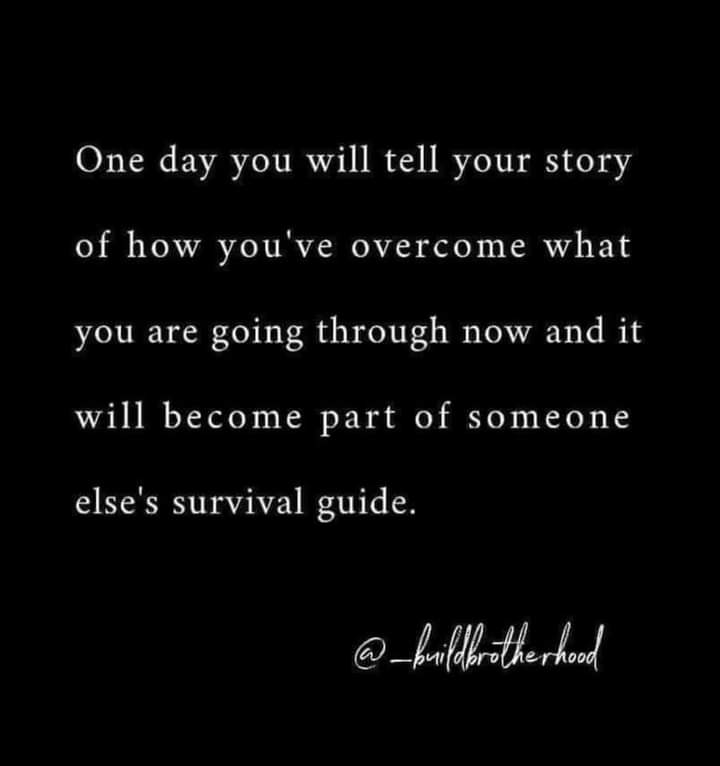 One day you will tell your story
of how you've overcome what
you are going through now and it
will become part of someone
else's survival guide.
@_buildbrotherhood